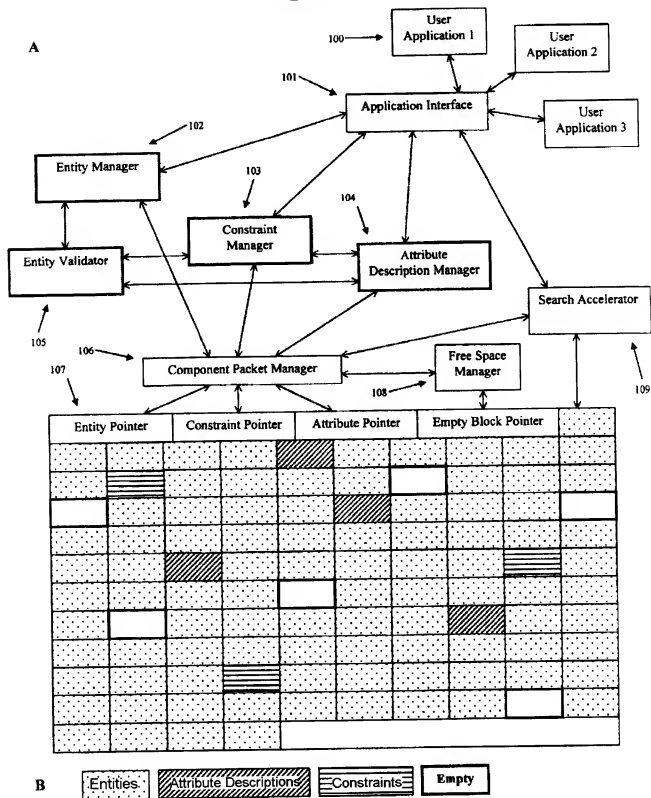 A
100
User
Application 1
User
Application 2
101
Application Interface
User
Application 3
102
Entity Manager
103
Constraint
Manager
104
Attribute
Description Manager
Entity Validator
105
Search Accelerator
109
106
Component Packet Manager
Free Space
Manager
108
107
Entity Pointer
Constraint Pointer
Attribute Pointer
Empty Block Pointer
B
Entities
Attribute Descriptions
Constraints
Empty